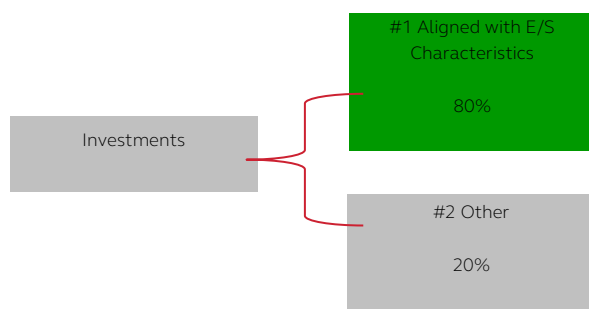 Investments
#1 Aligned with E/S
Characteristics
80%
#2 Other
20%